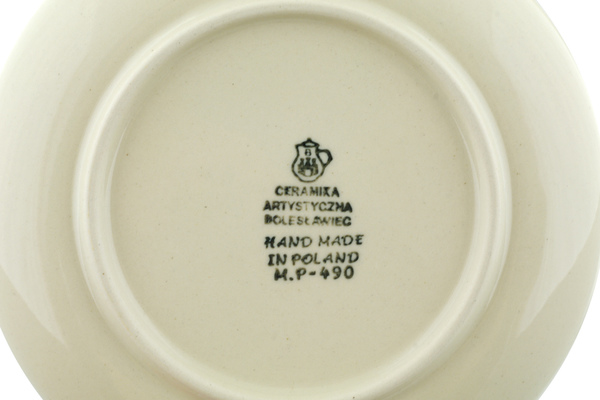 CERAMIKA
ARTYSTYCZNA
BOLESŁAWIEC
HAND MADE
IN POLAND
M.P-490